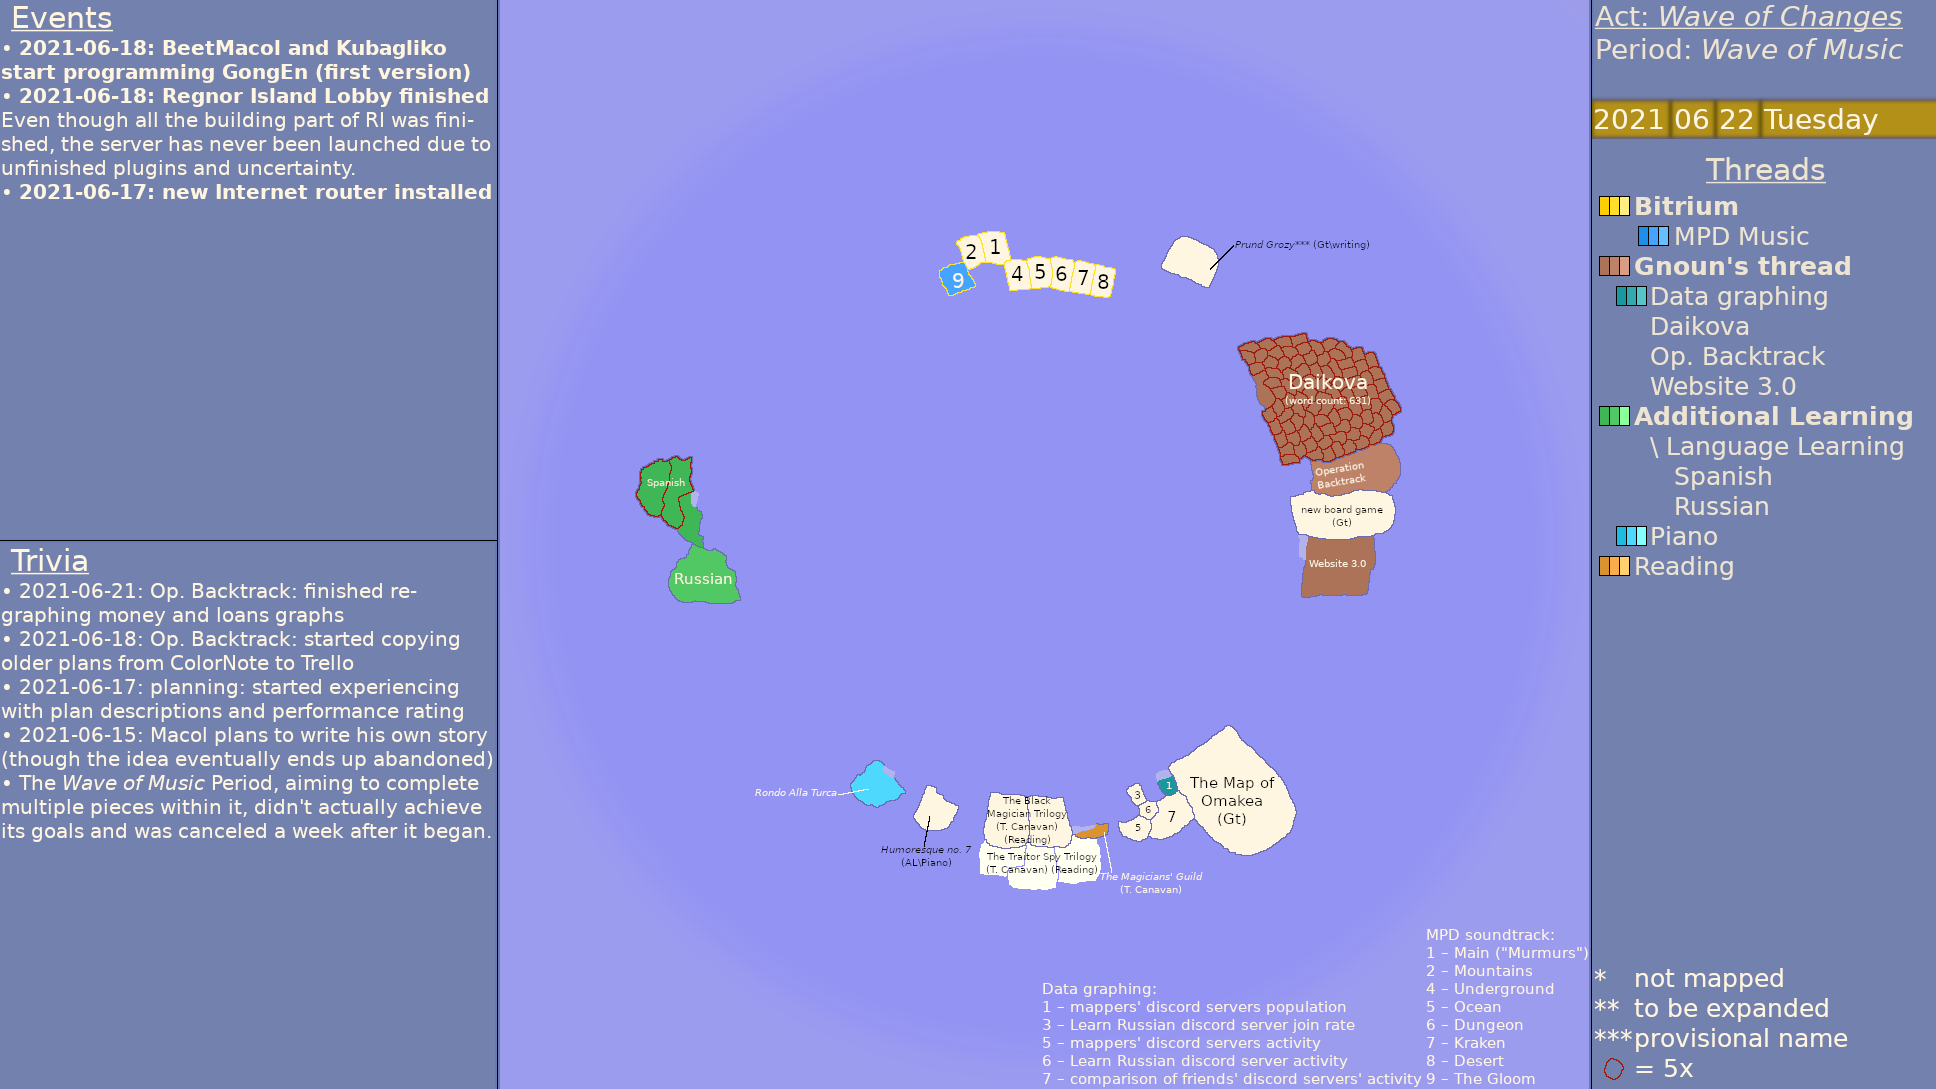 Events
• 2021-06-18: BeetMacol and Kubagliko
start programming GongEn (first version)
• 2021-06-18: Regnor Island Lobby finished
Even though all the building part of RI was fini-
shed, the server has never been launched due to
unfinished plugins and uncertainty.
• 2021-06-17: new Internet router installed
Trivia
• 2021-06-21: Op. Backtrack: finished re-
graphing money and loans graphs
• 2021-06-18: Op. Backtrack: started copying
older plans from ColorNote to Trello
• 2021-06-17: planning: started experiencing
with plan descriptions and performance rating
• 2021-06-15: Macol plans to write his own story
(though the idea eventually ends up abandoned)
• The Wave of Music Period, aiming to complete
multiple pieces within it, didn't actually achieve
its goals and was canceled a week after it began.
2 1
9
4 5 6 7 8
Prund Grozy*** (Gt\writing)
Daikova
(word count: 631)
Operation
Backtrack
new board game
(Gt)
Website 3.0
Spanish
Russian
Rondo Alla Turca
Humoresque no. 7
(AL\Piano)
The Black
Magician Trilogy
(T. Canavan)
(Reading)
The Traitor Spy Trilogy
(T. Canavan) (Reading)
The Magicians' Guild
(T. Canavan)
1
3
6
5
7
The Map of
Omakea
(Gt)
Data graphing:
1 – mappers' discord servers population
3 – Learn Russian discord server join rate
5 – mappers' discord servers activity
6 – Learn Russian discord server activity
7 – comparison of friends' discord servers' activity
MPD soundtrack:
1 – Main ("Murmurs")
2 – Mountains
4 – Underground
5 – Ocean
6 – Dungeon
7 – Kraken
8 – Desert
9 – The Gloom
Act: Wave of Changes
Period: Wave of Music
2021 06 22 Tuesday
Threads
Bitrium
MPD Music
Gnoun's thread
Data graphing
Daikova
Op. Backtrack
Website 3.0
Additional Learning
\ Language Learning
Spanish
Russian
Piano
Reading
* not mapped
** to be expanded
*** provisional name
= 5x